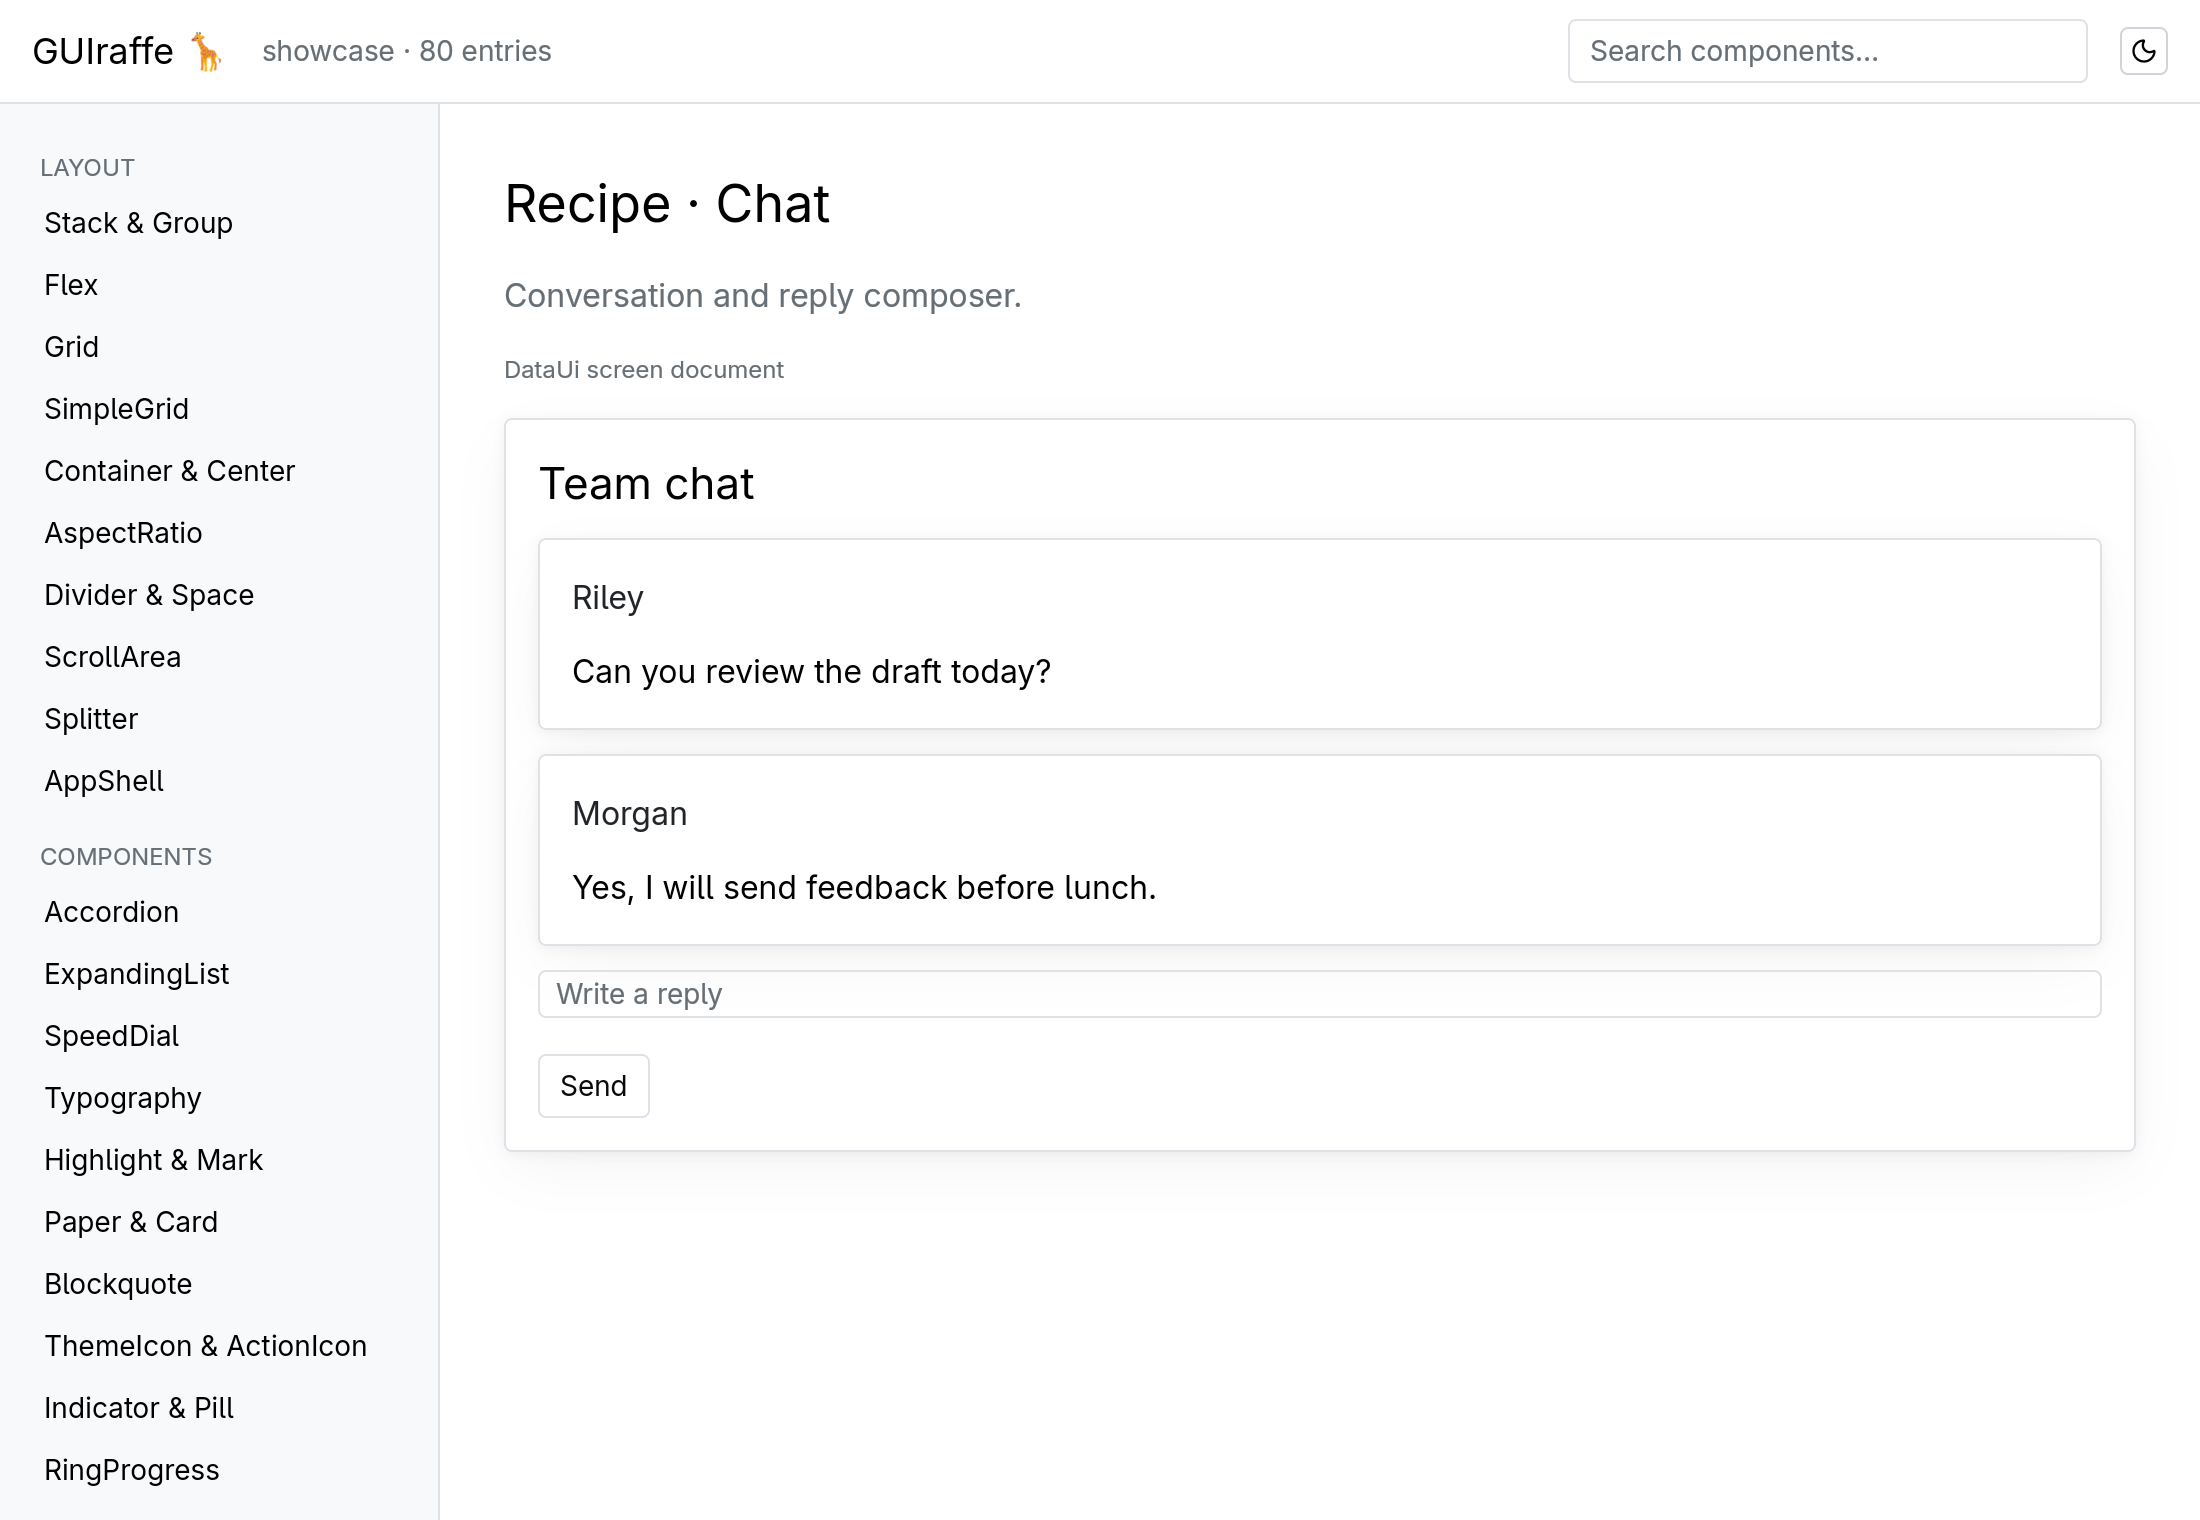 GUIraffe 🦒
showcase · 80 entries
Search components...
LAYOUT
Stack & Group
Flex
Grid
SimpleGrid
Container & Center
AspectRatio
Divider & Space
ScrollArea
Splitter
AppShell
COMPONENTS
Accordion
ExpandingList
SpeedDial
Typography
Highlight & Mark
Paper & Card
Blockquote
ThemeIcon & ActionIcon
Indicator & Pill
RingProgress
Recipe · Chat
Conversation and reply composer.
DataUi screen document
Team chat
Riley
Can you review the draft today?
Morgan
Yes, I will send feedback before lunch.
Write a reply
Send